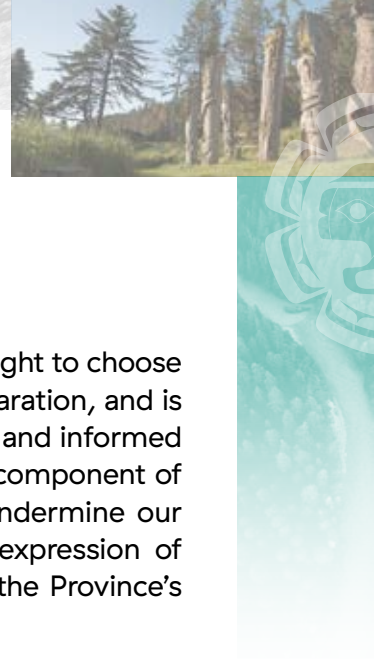 ght to choose
aration, and is
and informed
component of
ndermine our
expression of
the Province’s